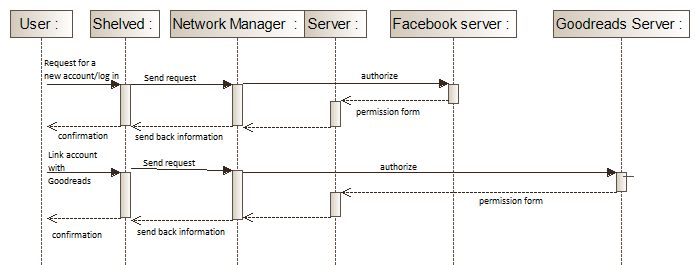 User :
Shelved :
Network Manager :
Server :
Facebook server :
Goodreads Server :
Request for a
new account/log in
Send request
authorize
permission form
confirmation
send back information
Link account
with
Goodreads
Send request
authorize
permission form
confirmation
send back information